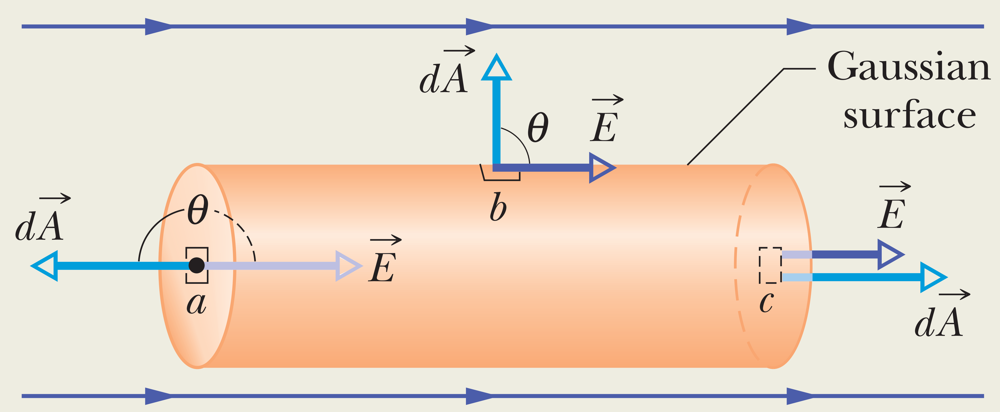 dA⃗
Gaussian
surface
θ
E⃗
b
dA⃗
θ
a
E⃗
E⃗
c
dA⃗